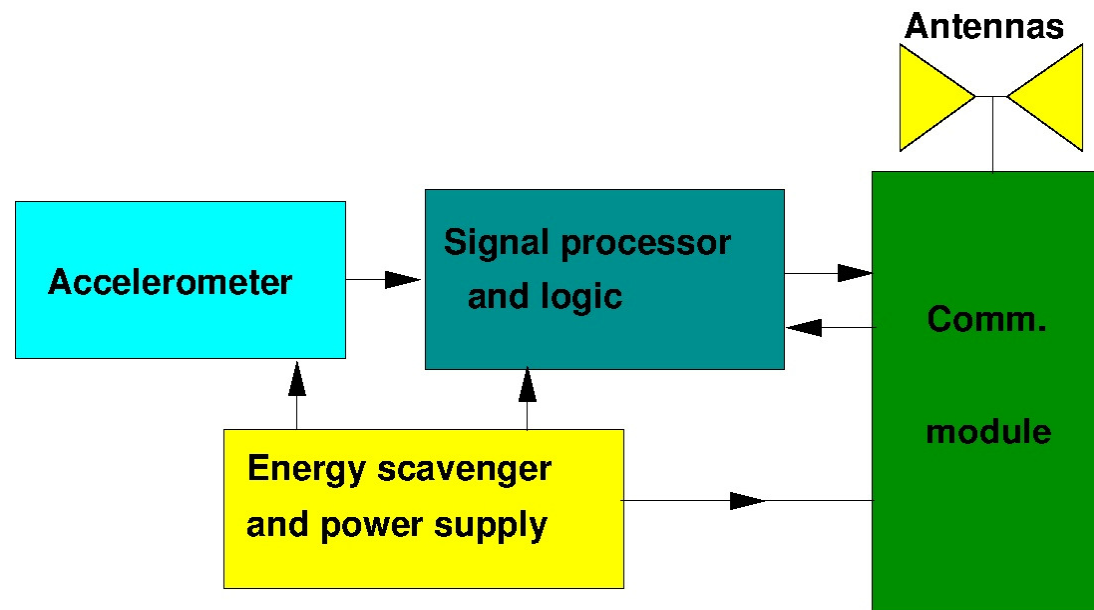 Antennas
Accelerometer
Signal processor
and logic
Comm.
module
Energy scavenger
and power supply